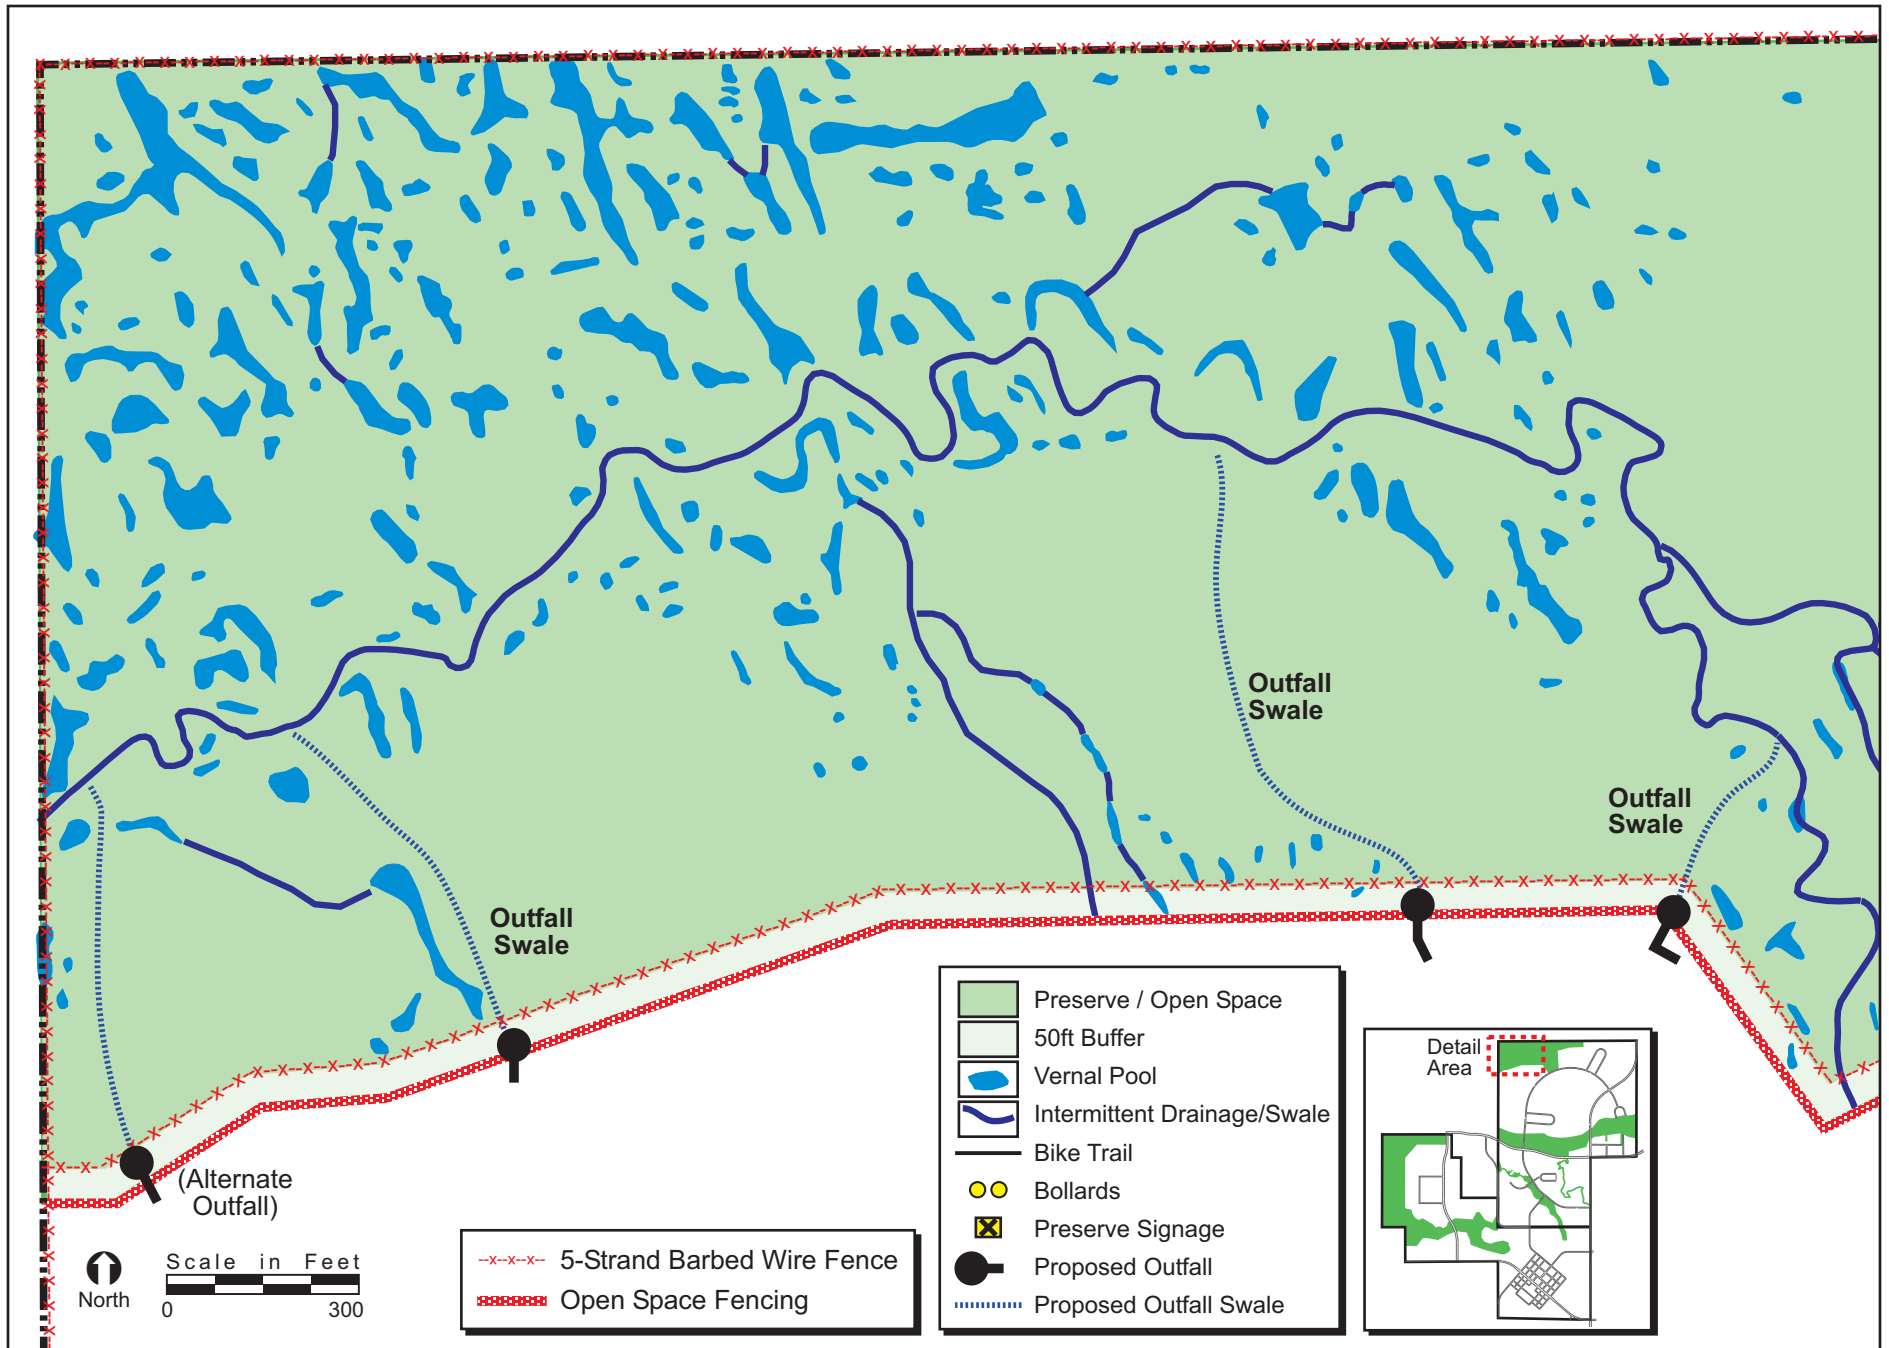 Outfall
Swale
Outfall
Swale
Outfall
Swale
(Alternate
Outfall)
North
Scale in Feet
0 300
--x--x--x- 5-Strand Barbed Wire Fence
Open Space Fencing
Preserve / Open Space
50ft Buffer
Vernal Pool
Intermittent Drainage/Swale
Bike Trail
Bollards
Preserve Signage
Proposed Outfall
Proposed Outfall Swale
Detail
Area